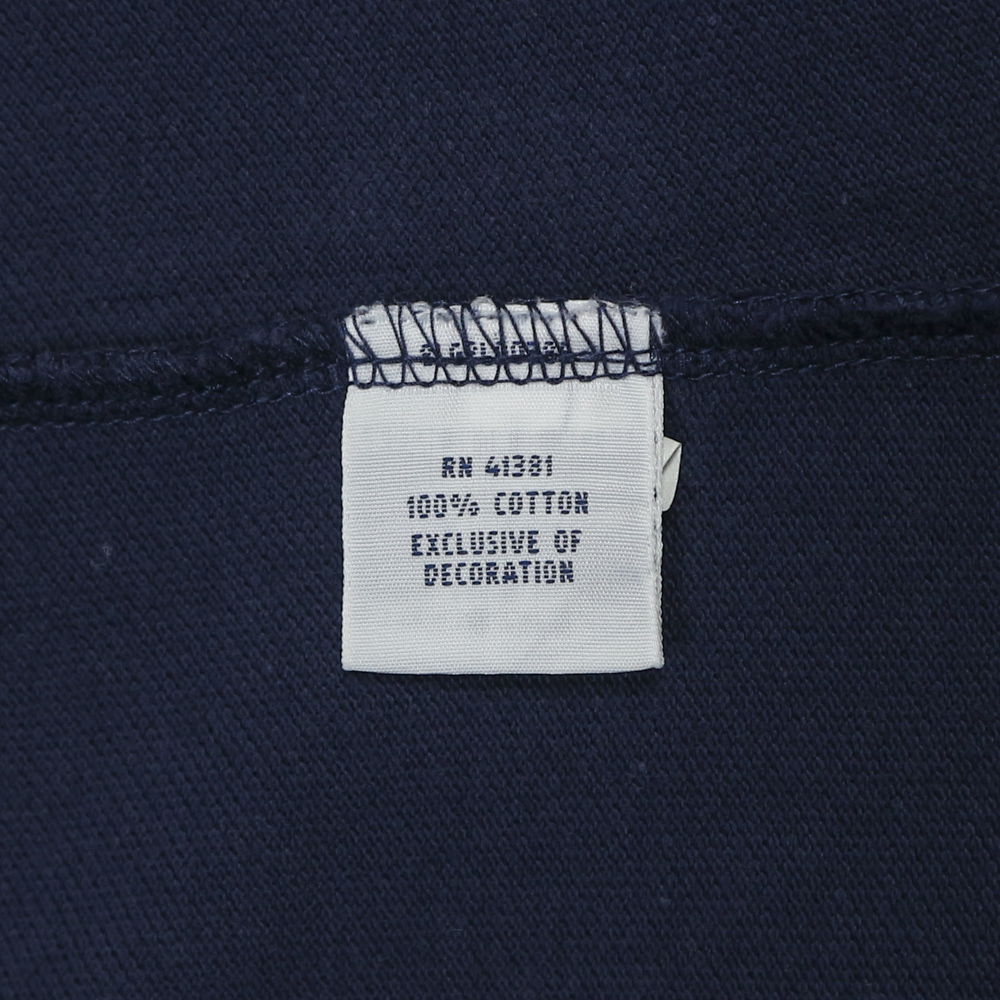 RN 41381
100% COTTON
EXCLUSIVE OF
DECORATION